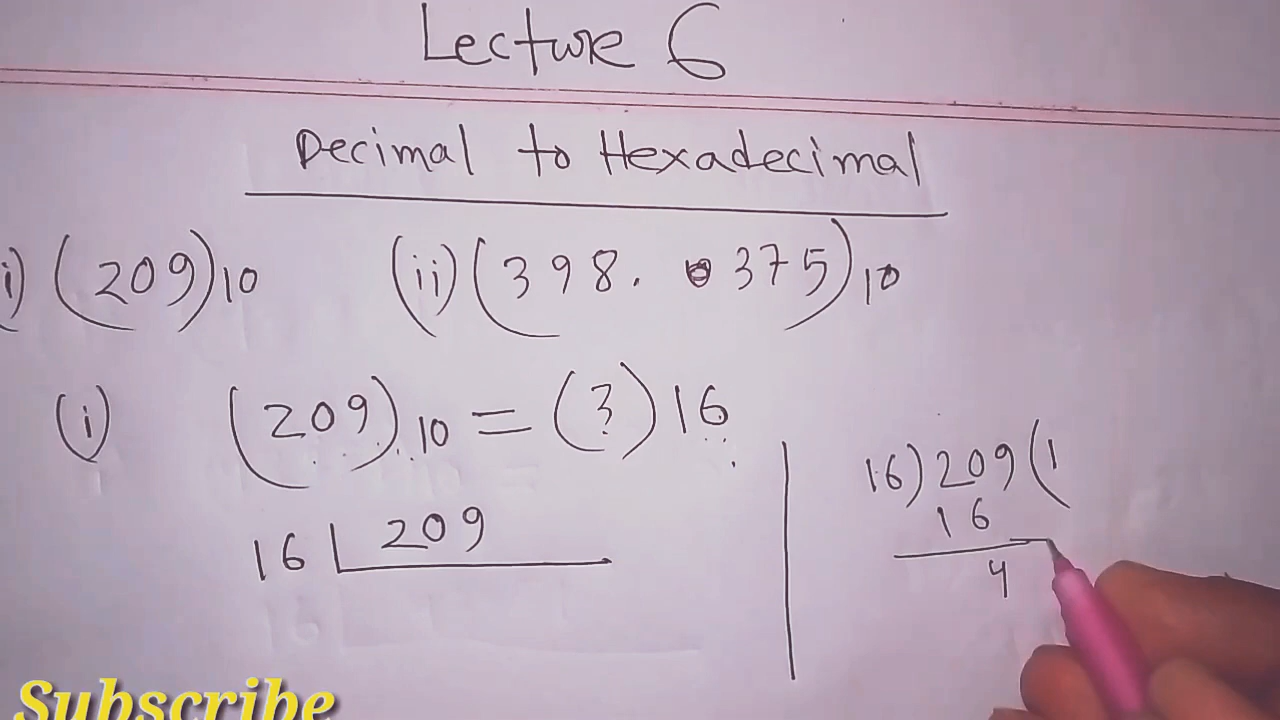 Lecture 6
Decimal to Hexadecimal
i) (209)10 (ii) (398. 375)10
(i) (209)10 = (?)16
16 209
16) 209 (1
16
4
Subscribe